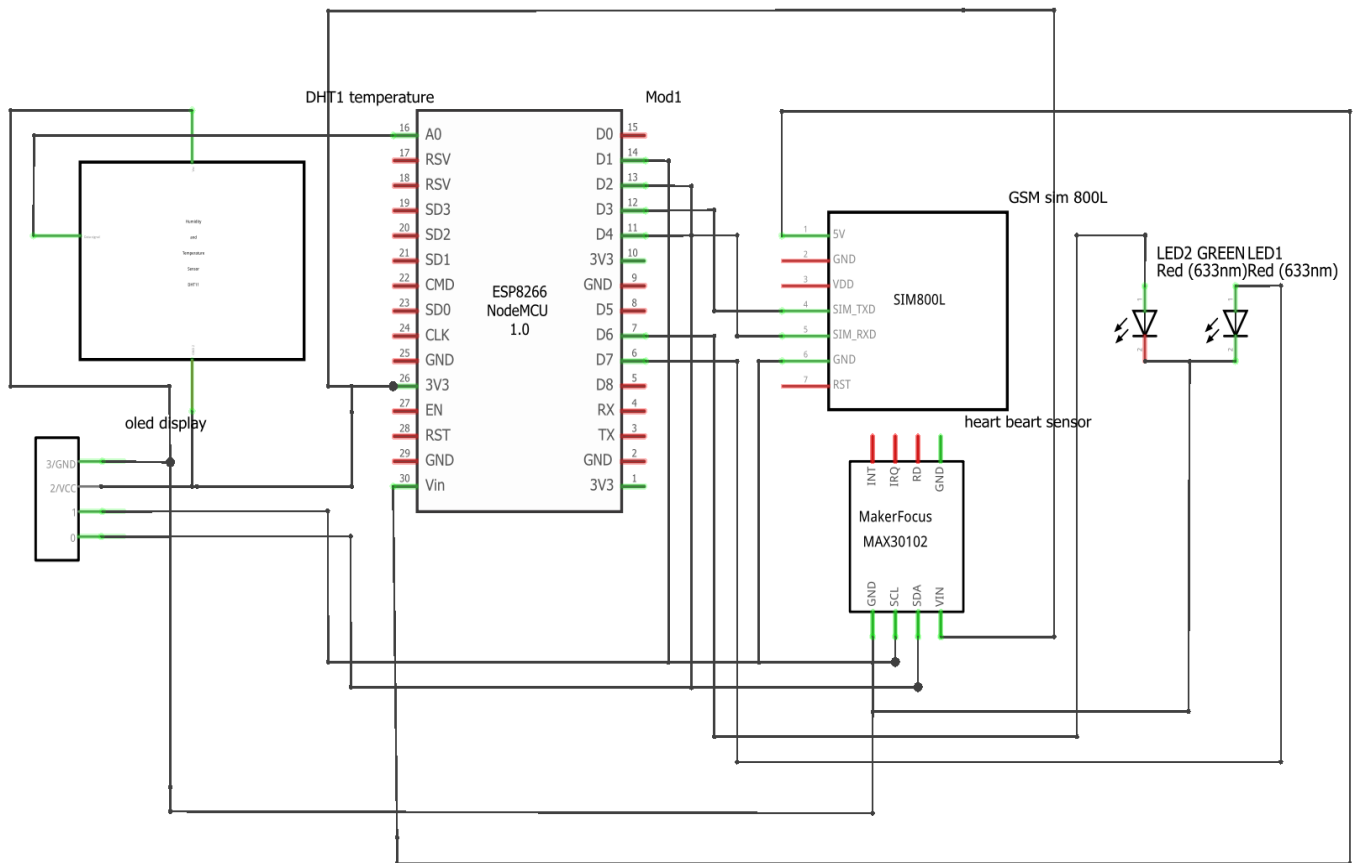 DHT1 temperature
Mod1
16 A0
17 RSV
18 RSV
19 SD3
20 SD2
21 SD1
22 CMD
23 SD0
24 CLK
25 GND
26 3V3
27 EN
28 RST
29 GND
30 Vin
ESP8266
NodeMCU
1.0
D0 15
D1 14
D2 13
D3 12
D4 11
3V3 10
GND 9
D5 8
D6 7
D7 6
D8 5
RX 4
TX 3
GND 2
3V3 1
Humidity
and
Temperature
Sensor
oled display
3/GND
2/VCC
1
0
GSM sim 800L
1 5V
2 GND
3 VDD
4 SIM_TXD
5 SIM_RXD
6 GND
7 RST
SIM800L
LED2 GREEN LED1
Red (633nm) Red (633nm)
1
2
1
2
heart beart sensor
INT
IRQ
RD
GND
MakerFocus
MAX30102
GND
SCL
SDA
VIN